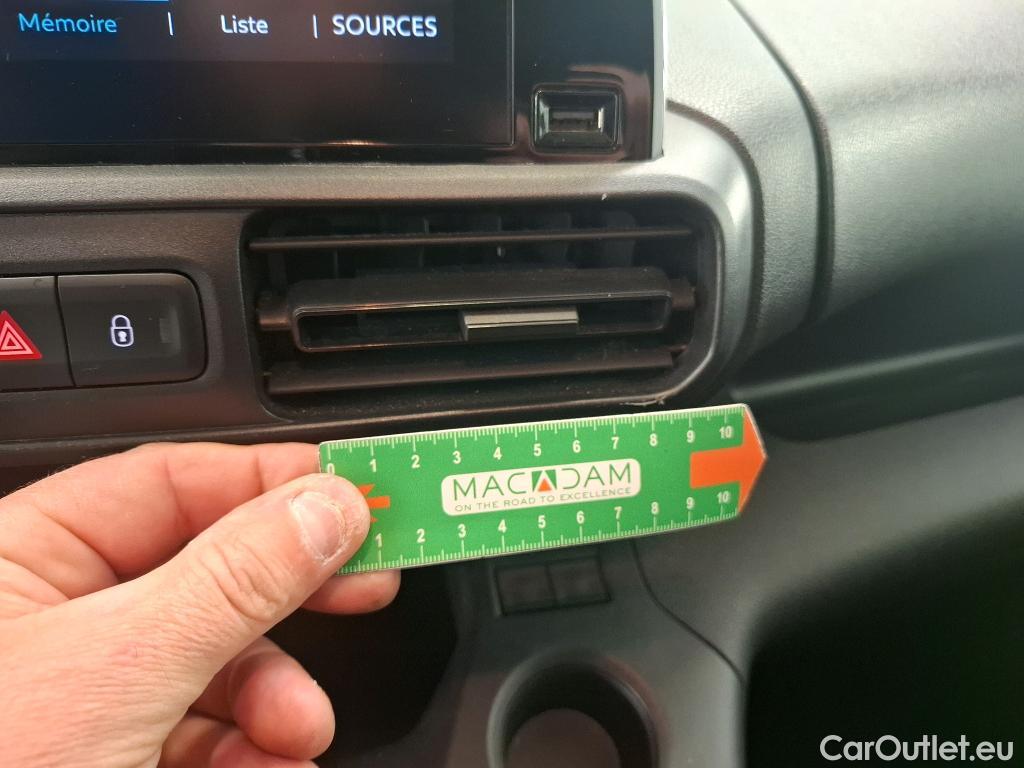 Mémoire | Liste | SOURCES
0 1 2 3 4 5 6 7 8 9 10
MACADAM
ON THE ROAD TO EXCELLENCE
1 2 3 4 5 6 7 8 9 10
CarOutlet.eu